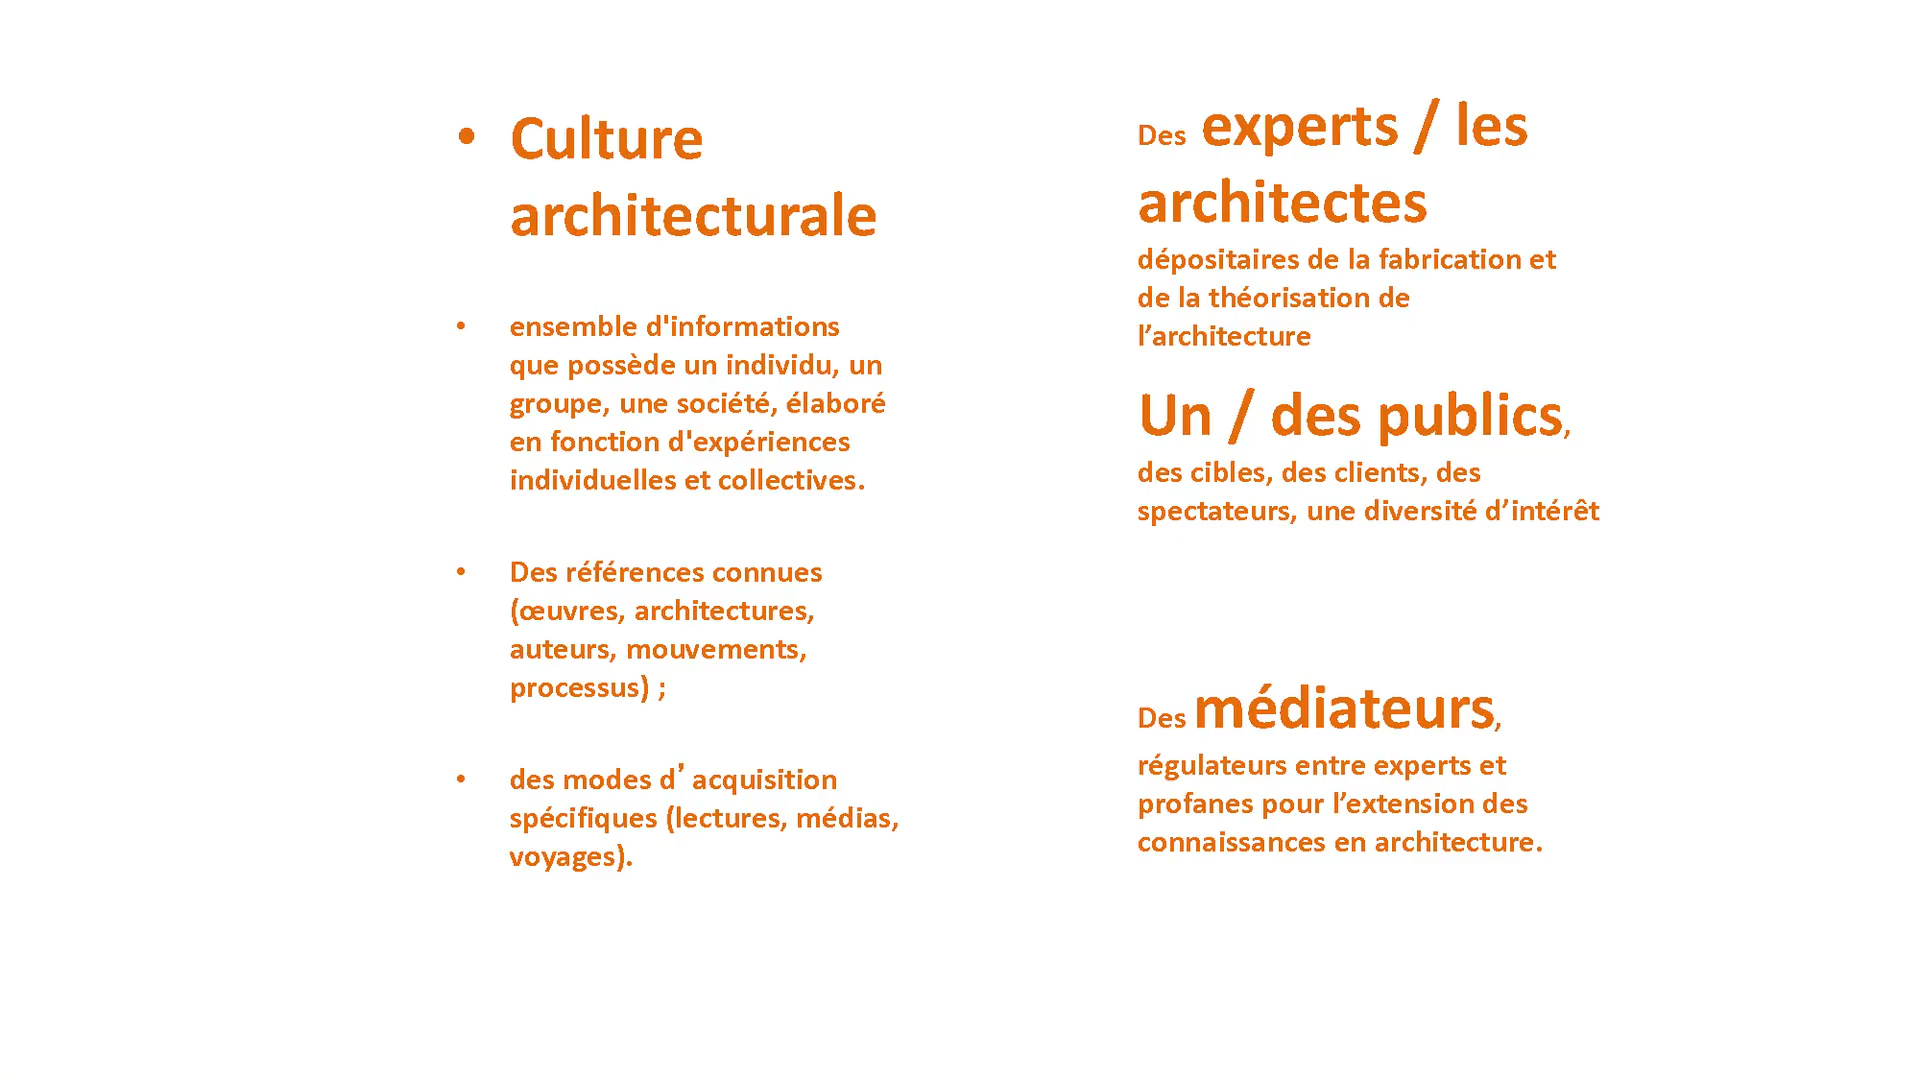 • Culture
architecturale
• ensemble d'informations
que possède un individu, un
groupe, une société, élaboré
en fonction d'expériences
individuelles et collectives.
• Des références connues
(œuvres, architectures,
auteurs, mouvements,
processus) ;
• des modes d’ acquisition
spécifiques (lectures, médias,
voyages).
Des experts / les
architectes
dépositaires de la fabrication et
de la théorisation de
l’architecture
Un / des publics,
des cibles, des clients, des
spectateurs, une diversité d’intérêt
Des médiateurs,
régulateurs entre experts et
profanes pour l’extension des
connaissances en architecture.